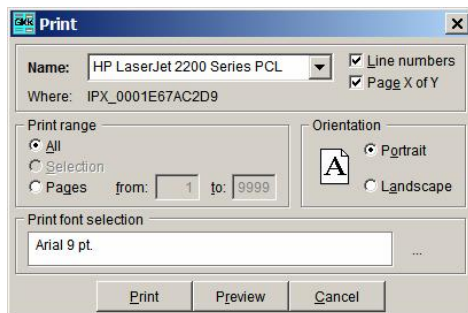 GMX Print
Name: HP LaserJet 2200 Series PCL
Line numbers
Page X of Y
Where: IPX_0001E67AC2D9
Print range
Orientation
All
Selection
Pages from: 1 to: 9999
A
Portrait
Landscape
Print font selection
Arial 9 pt.
...
Print Preview Cancel